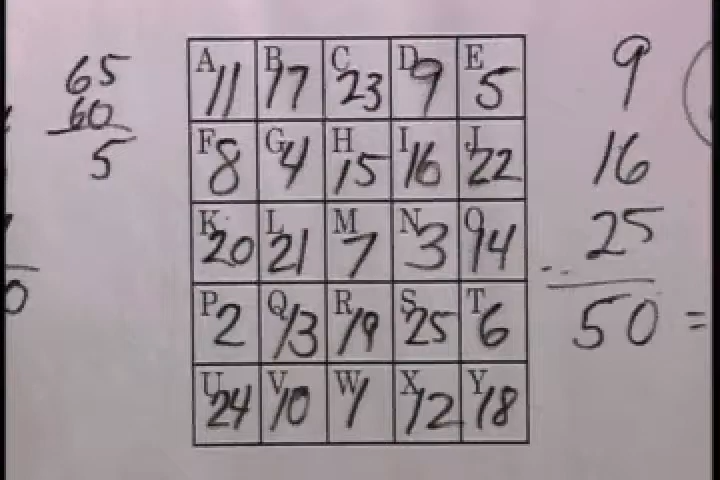 65
60
5
0
A 11 B 17 C 23 D 9 E 5
F 8 G 4 H 15 I 16 J 22
K 20 L 21 M 7 N 3 O 14
P 2 Q 13 R 19 S 25 T 6
U 24 V 10 W 1 X 12 Y 18
9
16
25
50 =